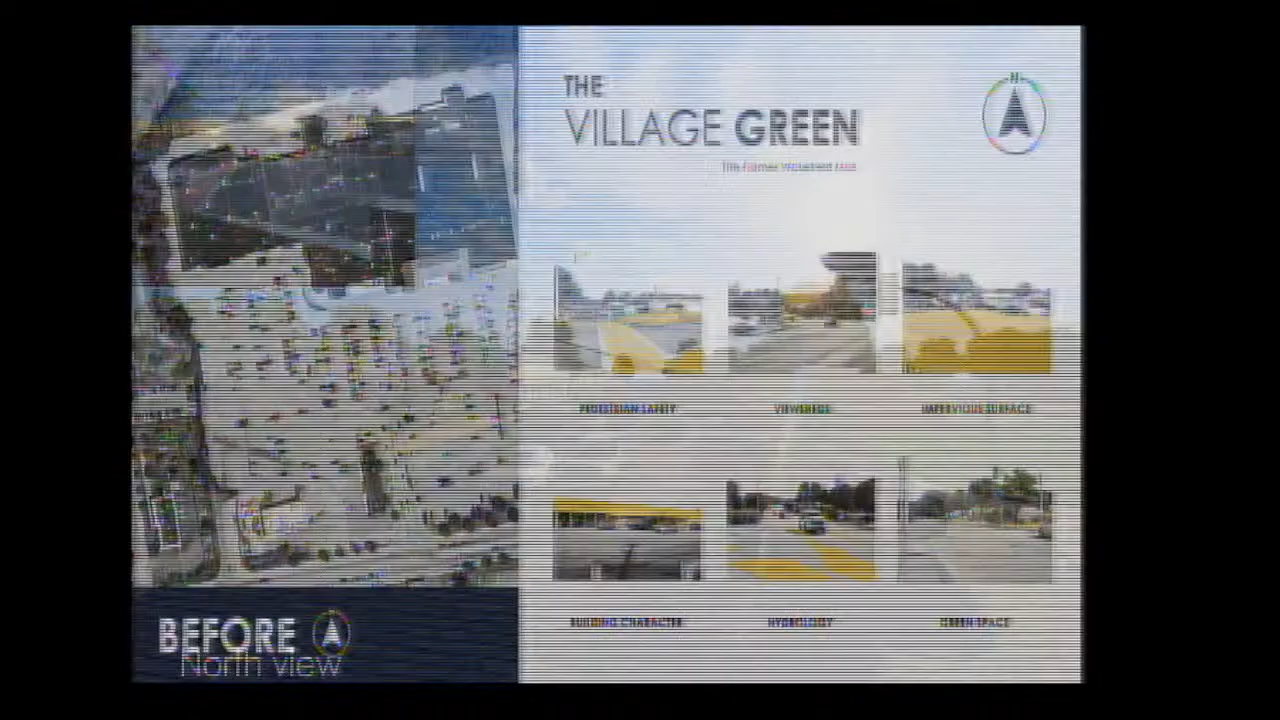 THE
VILLAGE GREEN
N
PEDESTRIAN SAFETY
VIEWSHEDS
IMPERVIOUS SURFACE
BUILDING CHARACTER
HYDROLOGY
GREEN SPACE
BEFORE
North view